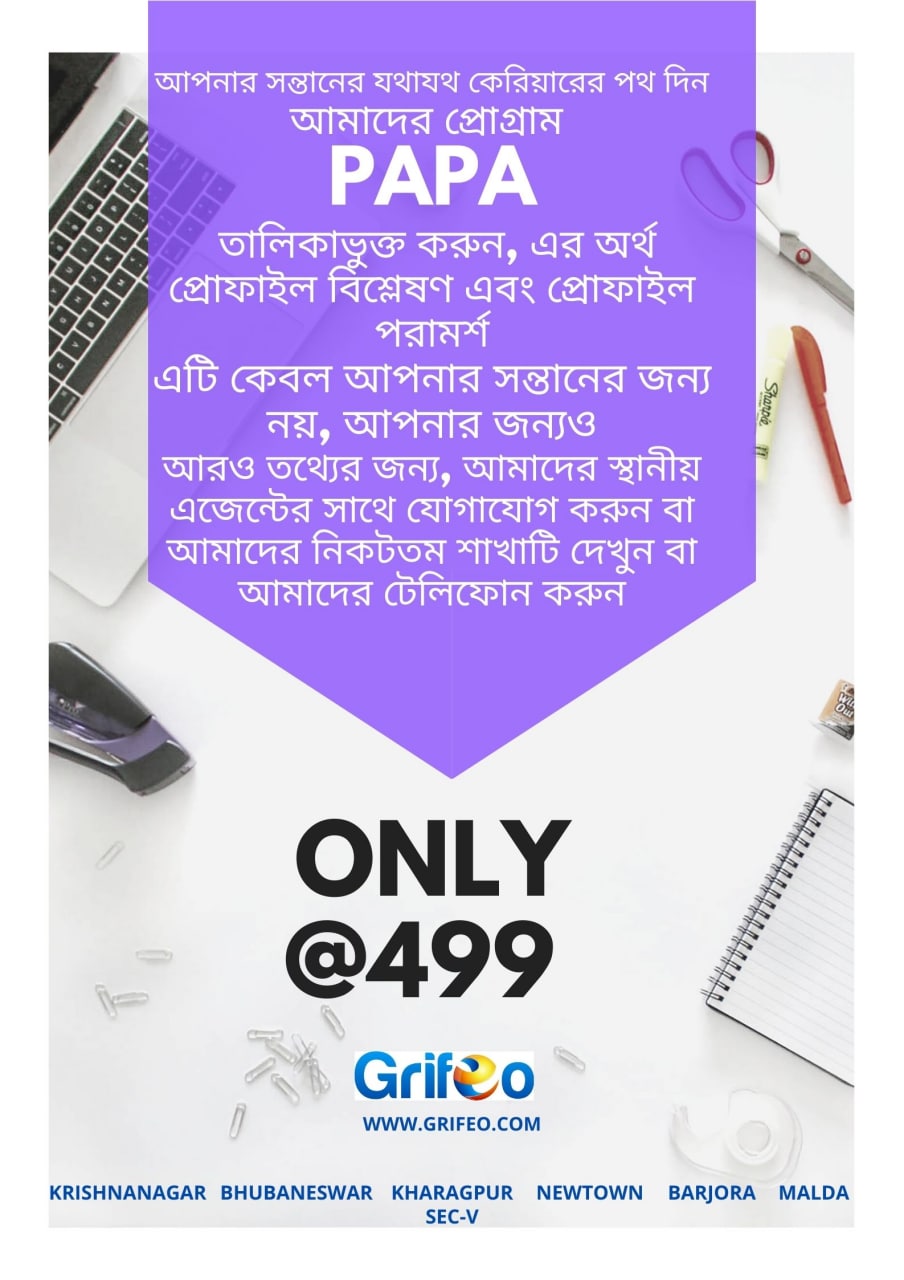 আপনার সন্তানের যথাযথ কেরিয়ারের পথ দিন
আমাদের প্রোগ্রাম
PAPA
তালিকাভুক্ত করুন, এর অর্থ
প্রোফাইল বিশ্লেষণ এবং প্রোফাইল
পরামর্শ
এটি কেবল আপনার সন্তানের জন্য
নয়, আপনার জন্যও
আরও তথ্যের জন্য, আমাদের স্থানীয়
এজেন্টের সাথে যোগাযোগ করুন বা
আমাদের নিকটতম শাখাটি দেখুন বা
আমাদের টেলিফোন করুন
Sharpie
ONLY
@499
Grifeo
WWW.GRIFEO.COM
KRISHNANAGAR BHUBANESWAR KHARAGPUR NEWTOWN BARJORA MALDA
SEC-V